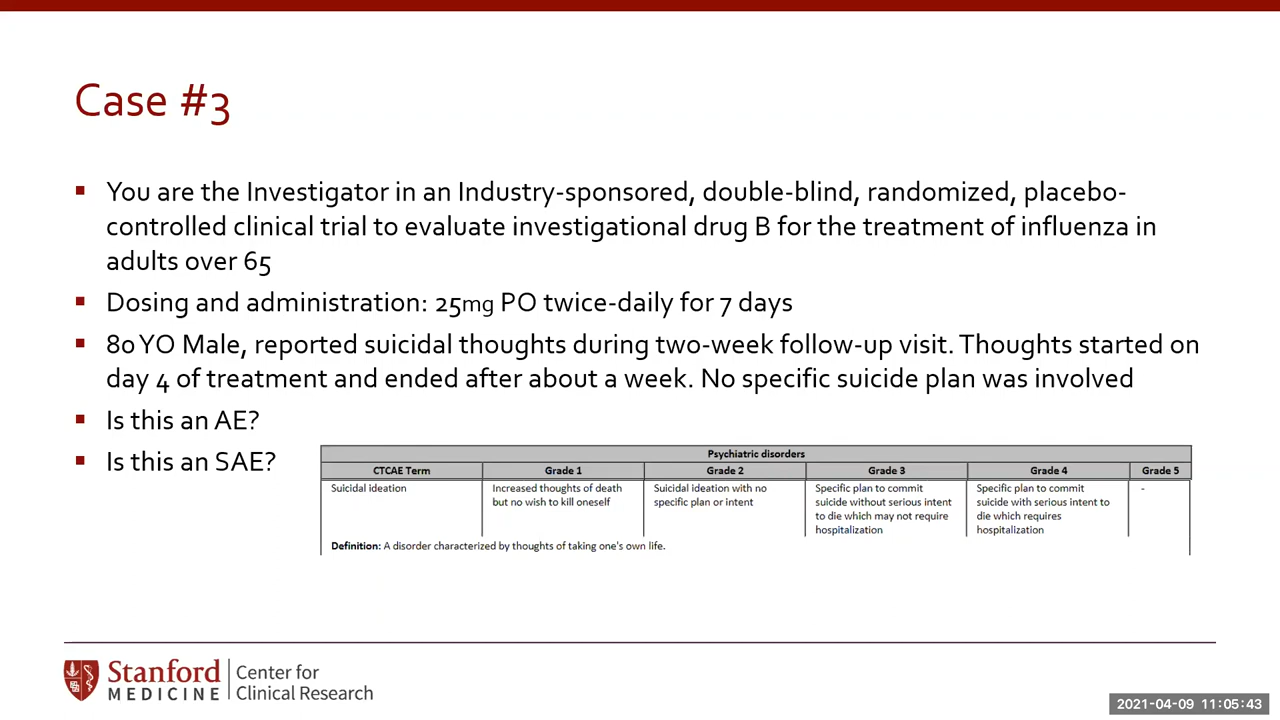 Case #3
▪ You are the Investigator in an Industry-sponsored, double-blind, randomized, placebo-
controlled clinical trial to evaluate investigational drug B for the treatment of influenza in
adults over 65
▪ Dosing and administration: 25mg PO twice-daily for 7 days
▪ 80 YO Male, reported suicidal thoughts during two-week follow-up visit. Thoughts started on
day 4 of treatment and ended after about a week. No specific suicide plan was involved
▪ Is this an AE?
▪ Is this an SAE?
Psychiatric disorders
CTCAE Term Grade 1 Grade 2 Grade 3 Grade 4 Grade 5
Suicidal ideation Increased thoughts of death Suicidal ideation with no Specific plan to commit Specific plan to commit -
but no wish to kill oneself specific plan or intent suicide without serious intent suicide with serious intent to
to die which may not require die which requires
hospitalization hospitalization
Definition: A disorder characterized by thoughts of taking one's own life.
Stanford Center for
MEDICINE Clinical Research
2021-04-09 11:05:43